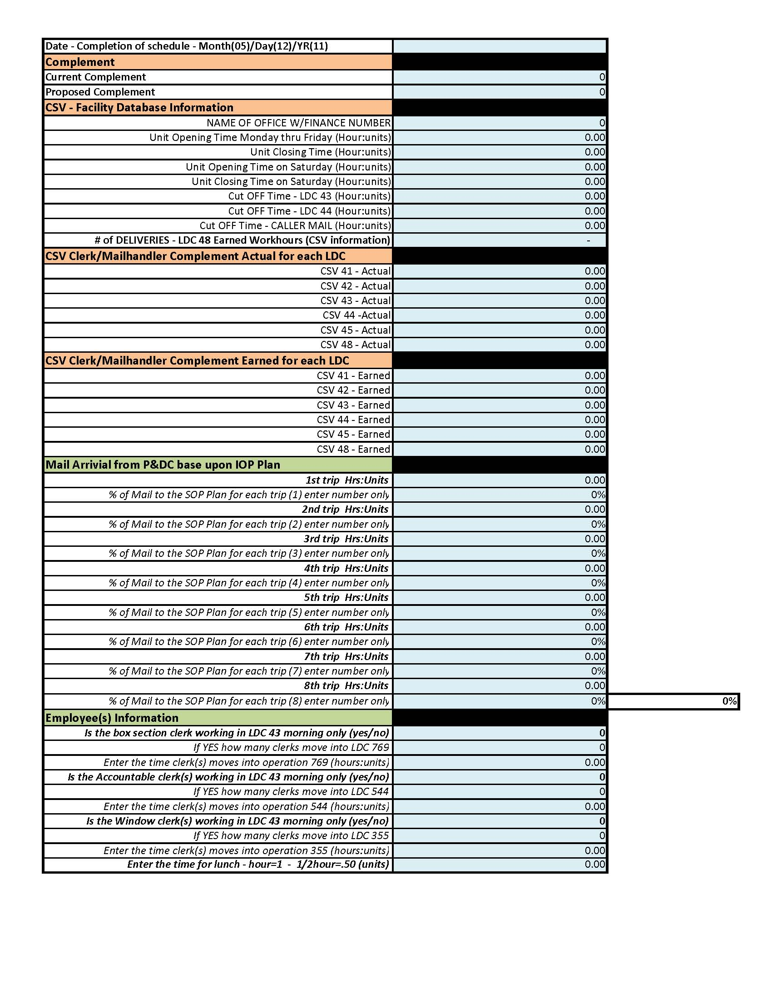 Date - Completion of schedule - Month(05)/Day(12)/YR(11)
Complement
Current Complement 0
Proposed Complement 0
CSV - Facility Database Information
NAME OF OFFICE W/FINANCE NUMBER 0
Unit Opening Time Monday thru Friday (Hour:units) 0.00
Unit Closing Time (Hour:units) 0.00
Unit Opening Time on Saturday (Hour:units) 0.00
Unit Closing Time on Saturday (Hour:units) 0.00
Cut OFF Time - LDC 43 (Hour:units) 0.00
Cut OFF Time - LDC 44 (Hour:units) 0.00
Cut OFF Time - CALLER MAIL (Hour:units) 0.00
# of DELIVERIES - LDC 48 Earned Workhours (CSV information) -
CSV Clerk/Mailhandler Complement Actual for each LDC
CSV 41 - Actual 0.00
CSV 42 - Actual 0.00
CSV 43 - Actual 0.00
CSV 44 -Actual 0.00
CSV 45 - Actual 0.00
CSV 48 - Actual 0.00
CSV Clerk/Mailhandler Complement Earned for each LDC
CSV 41 - Earned 0.00
CSV 42 - Earned 0.00
CSV 43 - Earned 0.00
CSV 44 - Earned 0.00
CSV 45 - Earned 0.00
CSV 48 - Earned 0.00
Mail Arrivial from P&DC base upon IOP Plan
1st trip  Hrs:Units 0.00
% of Mail to the SOP Plan for each trip (1) enter number only 0%
2nd trip  Hrs:Units 0.00
% of Mail to the SOP Plan for each trip (2) enter number only 0%
3rd trip  Hrs:Units 0.00
% of Mail to the SOP Plan for each trip (3) enter number only 0%
4th trip  Hrs:Units 0.00
% of Mail to the SOP Plan for each trip (4) enter number only 0%
5th trip  Hrs:Units 0.00
% of Mail to the SOP Plan for each trip (5) enter number only 0%
6th trip  Hrs:Units 0.00
% of Mail to the SOP Plan for each trip (6) enter number only 0%
7th trip  Hrs:Units 0.00
% of Mail to the SOP Plan for each trip (7) enter number only 0%
8th trip  Hrs:Units 0.00
% of Mail to the SOP Plan for each trip (8) enter number only 0% 0%
Employee(s) Information
Is the box section clerk working in LDC 43 morning only (yes/no) 0
If YES how many clerks move into LDC 769 0
Enter the time clerk(s) moves into operation 769 (hours:units) 0.00
Is the Accountable clerk(s) working in LDC 43 morning only (yes/no) 0
If YES how many clerks move into LDC 544 0
Enter the time clerk(s) moves into operation 544 (hours:units) 0.00
Is the Window clerk(s) working in LDC 43 morning only (yes/no) 0
If YES how many clerks move into LDC 355 0
Enter the time clerk(s) moves into operation 355 (hours:units) 0.00
Enter the time for lunch - hour=1  -  1/2hour=.50 (units) 0.00